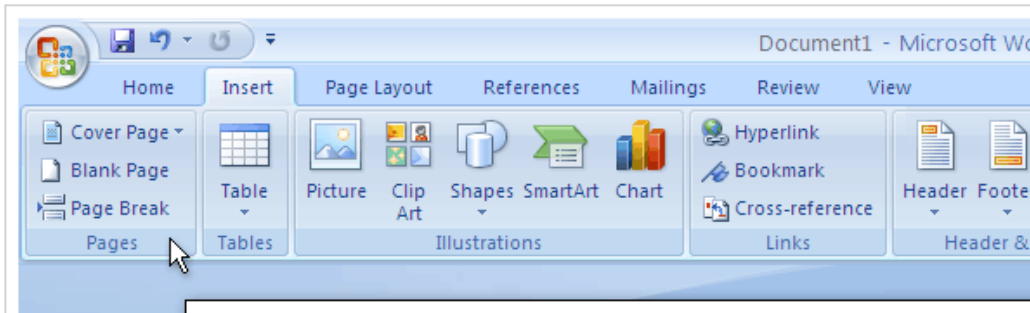 Document1 - Microsoft Wo
Home Insert Page Layout References Mailings Review View
Cover Page
Blank Page
Page Break
Pages
Table
Tables
Picture Clip Art Shapes SmartArt Chart
Illustrations
Hyperlink
Bookmark
Cross-reference
Links
Header Foote
Header &